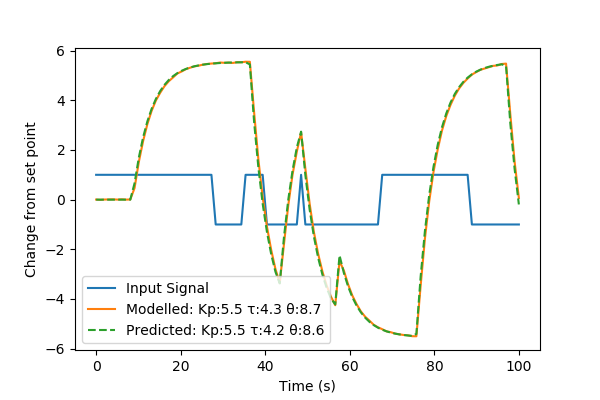 6
4
2
0
−2
−4
−6
Change from set point
Input Signal
Modelled: Kp:5.5 τ:4.3 θ:8.7
Predicted: Kp:5.5 τ:4.2 θ:8.6
0 20 40 60 80 100
Time (s)